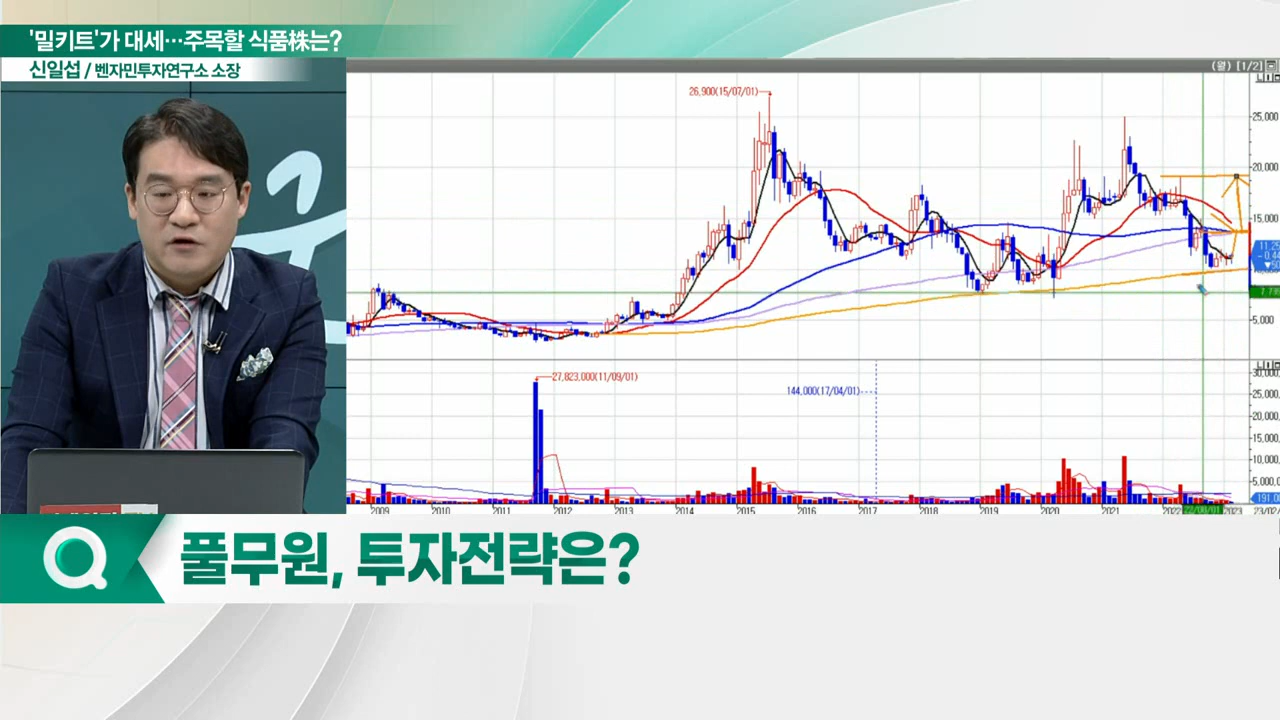 '밀키트'가 대세…주목할 식품株는?
신일섭 / 벤자민투자연구소 소장
(월) [1/2]
26,900(15/07/01)
25,000
20,000
15,000
5,000
27,823,000(11/09/01)
144,000(17/04/01)
25,000
20,000
15,000
10,000
5,000
2009 2010 2011 2012 2013 2014 2015 2016 2017 2018 2019 2020 2021 2022 2023
풀무원, 투자전략은?